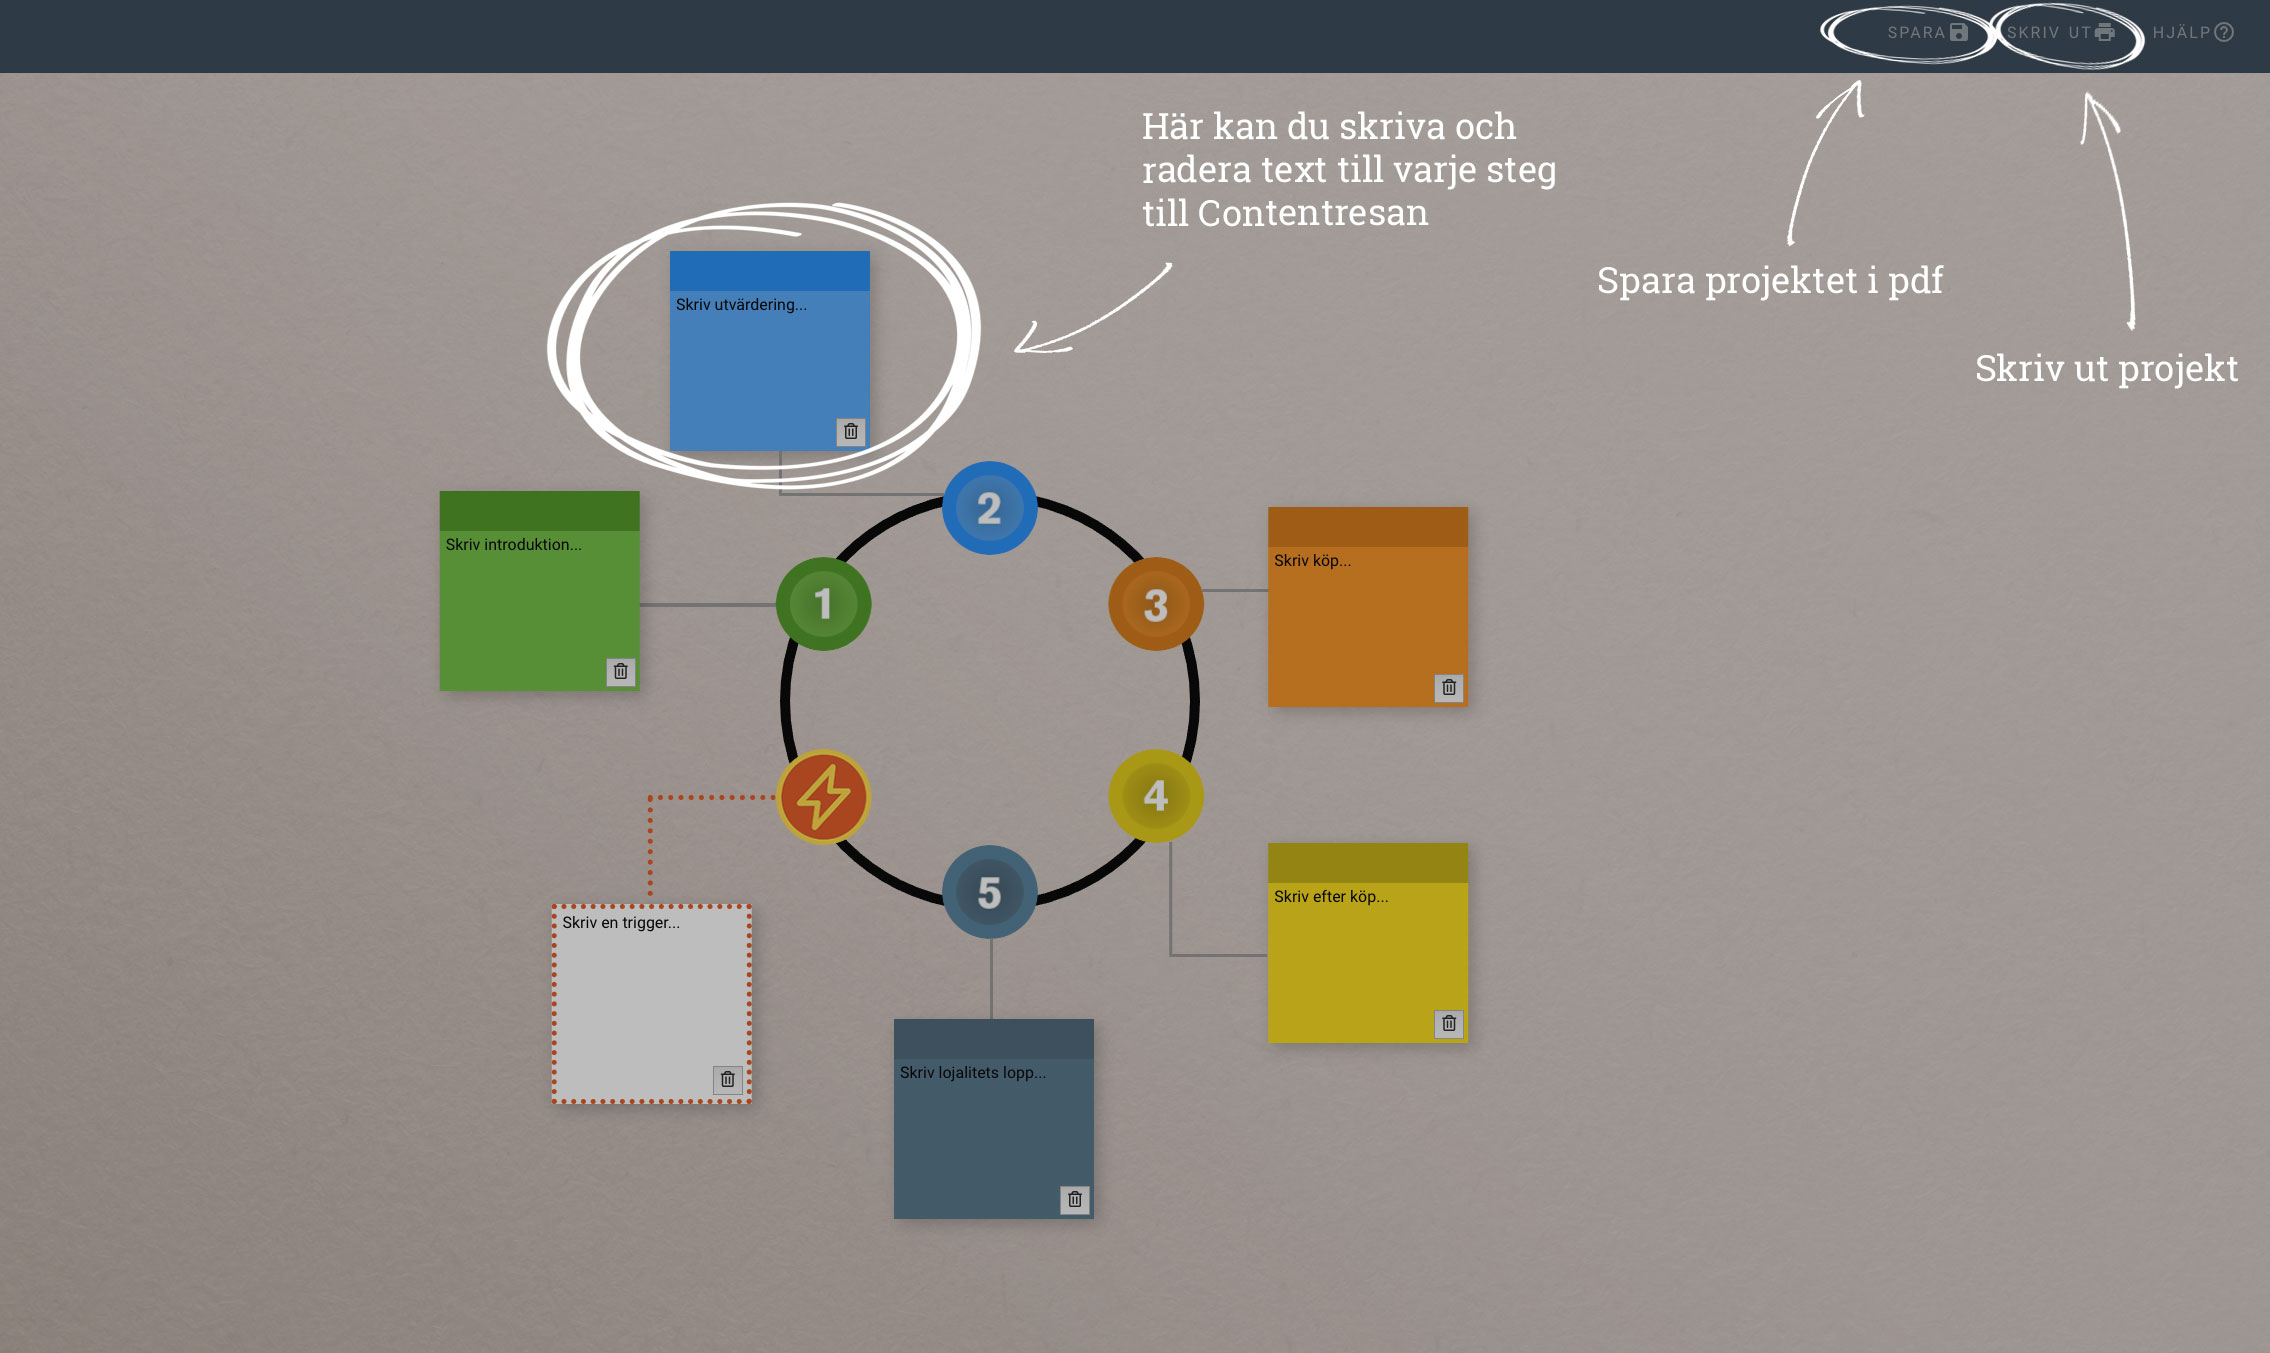 SPARA
SKRIV UT
HJÄLP
Här kan du skriva och
radera text till varje steg
till Contentresan
Spara projektet i pdf
Skriv ut projekt
Skriv utvärdering...
2
Skriv introduktion...
1
3
Skriv köp...
4
Skriv efter köp...
5
Skriv en trigger...
Skriv lojalitets lopp...